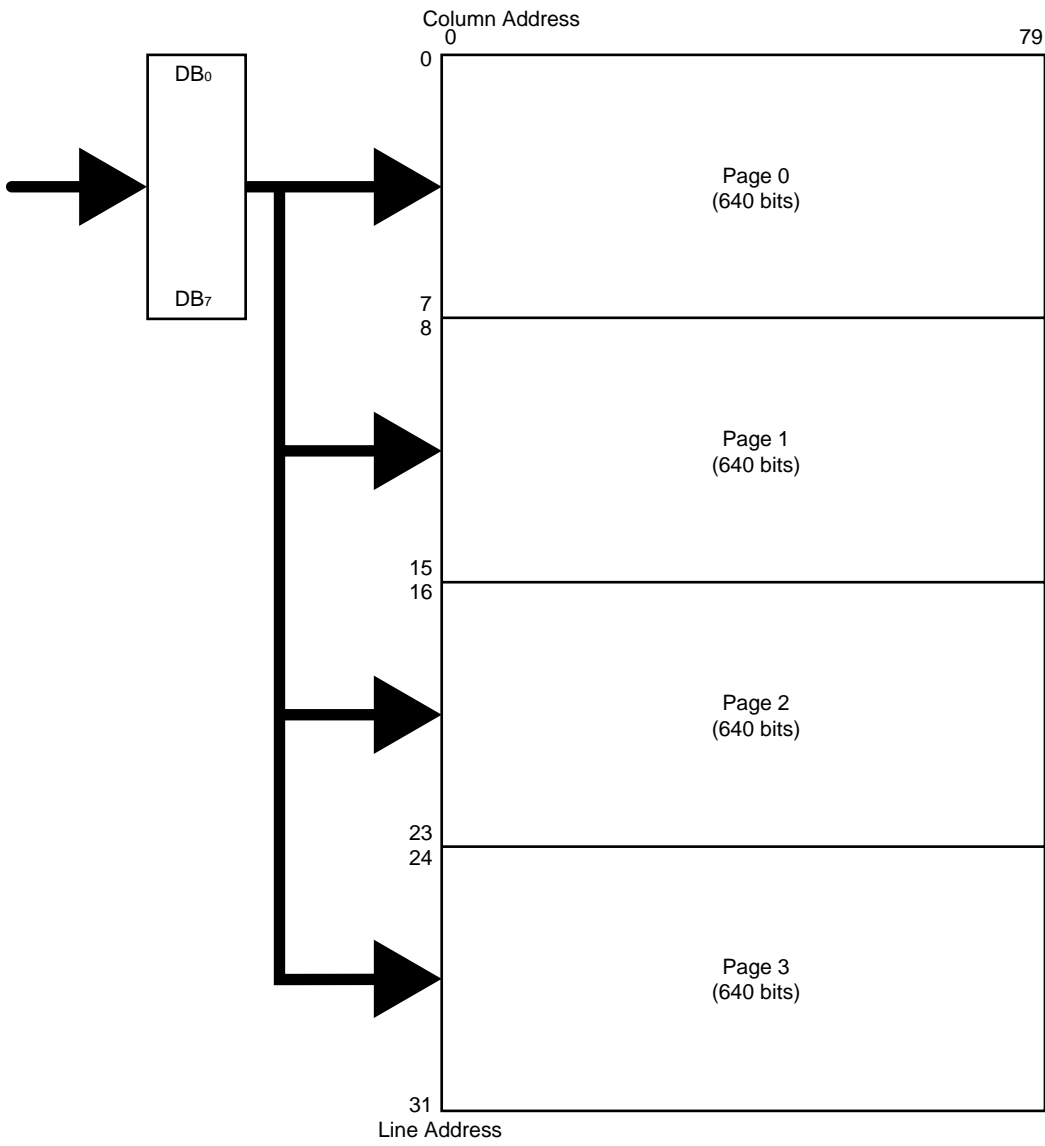 Column Address
0 79
0
DB0
Page 0
(640 bits)
DB7
7
8
Page 1
(640 bits)
15
16
Page 2
(640 bits)
23
24
Page 3
(640 bits)
31
Line Address